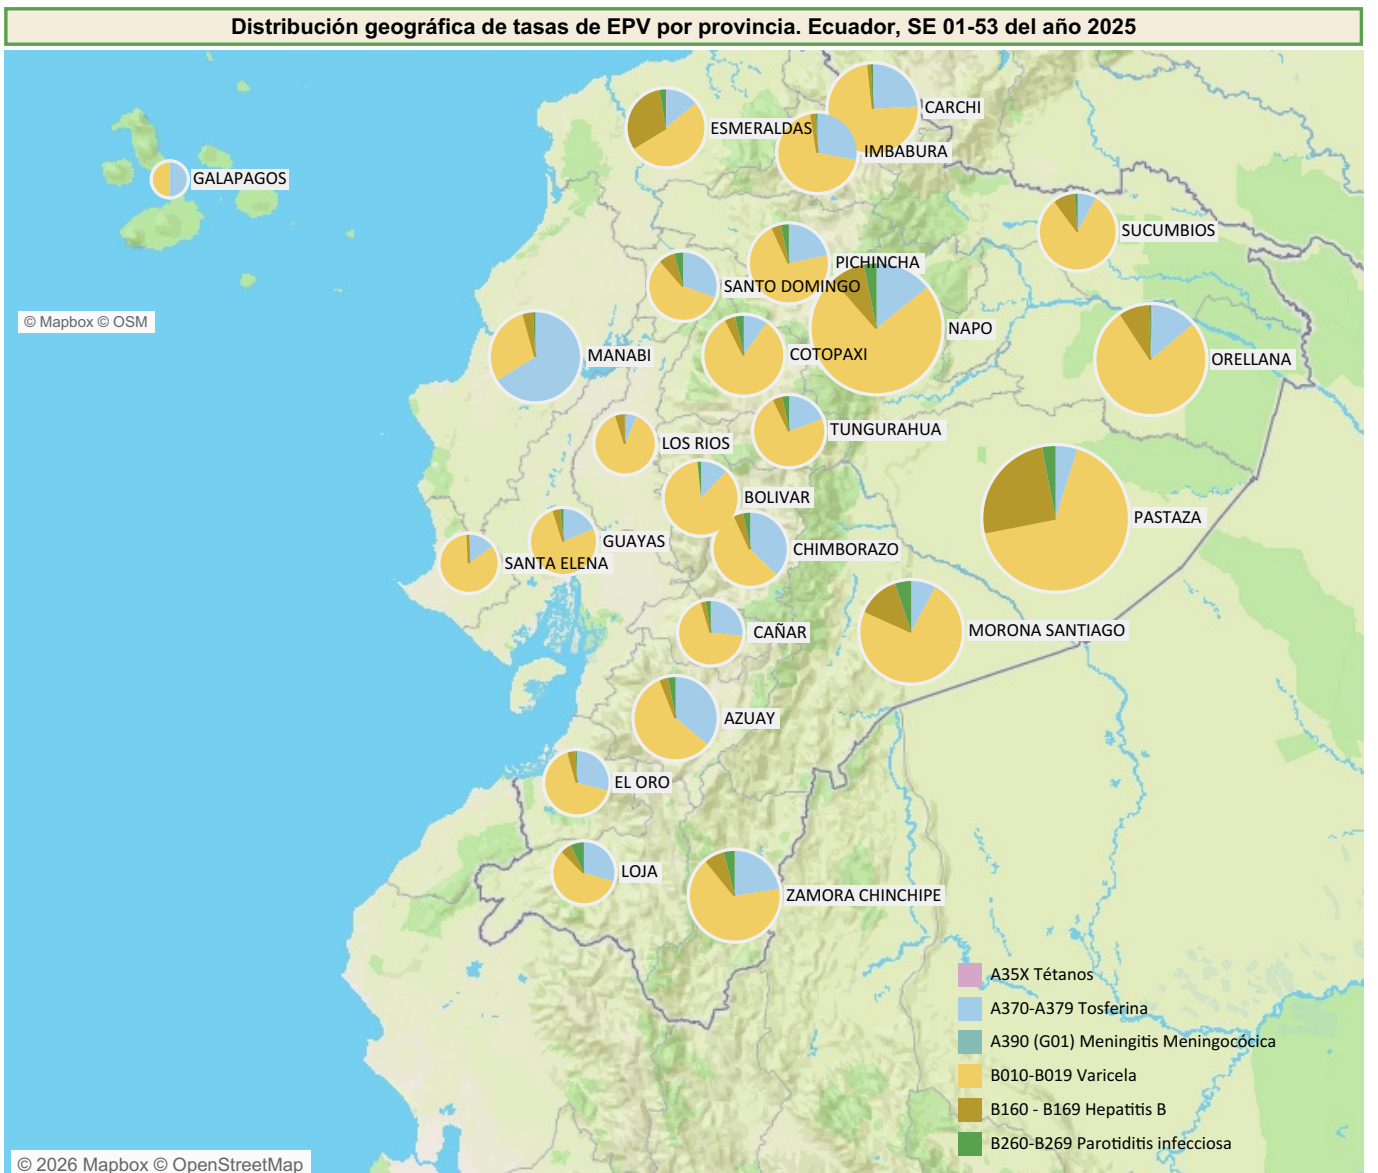 Distribución geográfica de tasas de EPV por provincia. Ecuador, SE 01-53 del año 2025
CARCHI
ESMERALDAS
IMBABURA
GALAPAGOS
SUCUMBIOS
PICHINCHA
SANTO DOMINGO
© Mapbox © OSM
NAPO
MANABI
COTOPAXI
ORELLANA
TUNGURAHUA
LOS RIOS
BOLIVAR
PASTAZA
GUAYAS
CHIMBORAZO
SANTA ELENA
CAÑAR
MORONA SANTIAGO
AZUAY
EL ORO
LOJA
ZAMORA CHINCHIPE
A35X Tétanos
A370-A379 Tosferina
A390 (G01) Meningitis Meningocócica
B010-B019 Varicela
B160 - B169 Hepatitis B
B260-B269 Parotiditis infecciosa
© 2026 Mapbox © OpenStreetMap